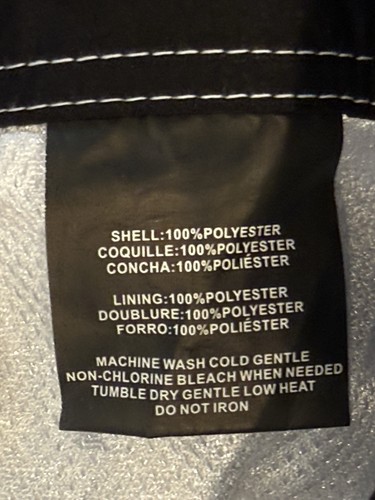 SHELL:100%POLYESTER
COQUILLE:100%POLYESTER
CONCHA:100%POLIÉSTER
LINING:100%POLYESTER
DOUBLURE:100%POLYESTER
FORRO:100%POLIÉSTER
MACHINE WASH COLD GENTLE
NON-CHLORINE BLEACH WHEN NEEDED
TUMBLE DRY GENTLE LOW HEAT
DO NOT IRON